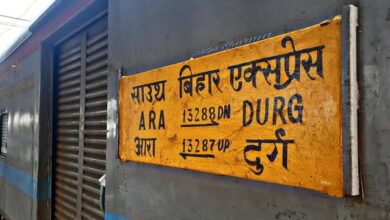 साउथ बिहार एक्सप्रेस
ARA 13288DN DURG
आरा 13287UP दुर्ग